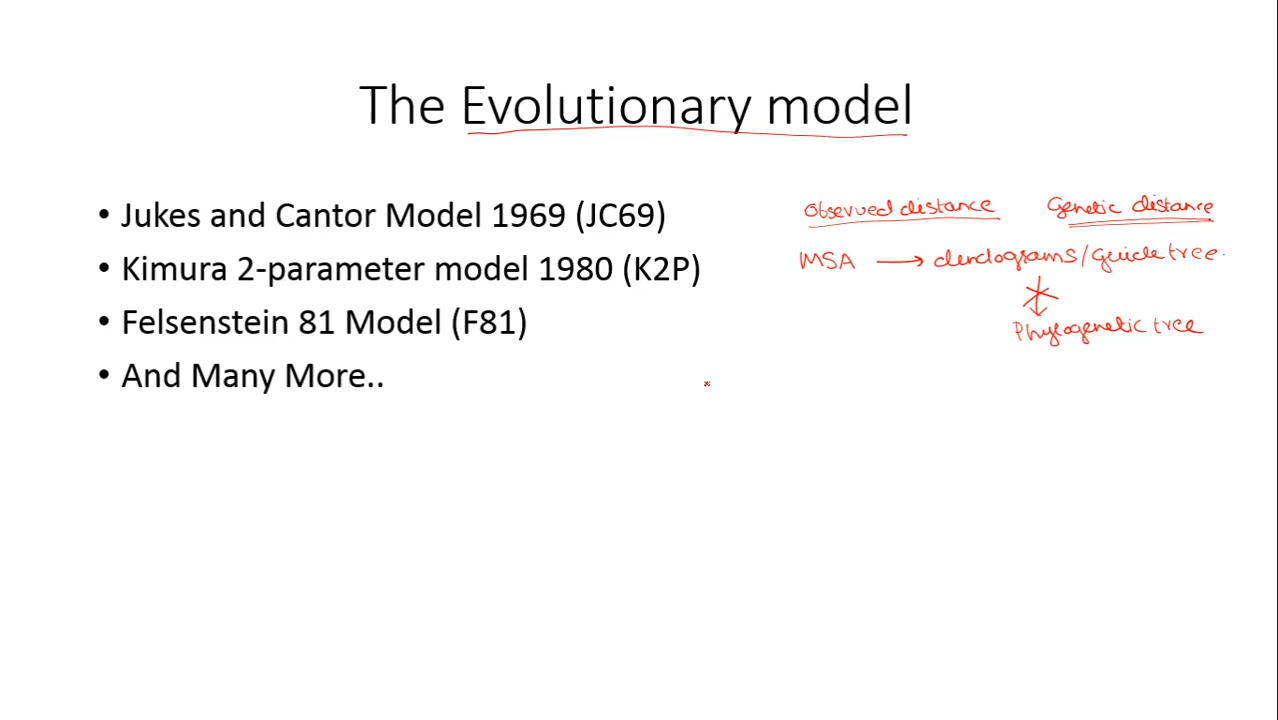 The Evolutionary model
• Jukes and Cantor Model 1969 (JC69)
• Kimura 2-parameter model 1980 (K2P)
• Felsenstein 81 Model (F81)
• And Many More..
Observued distance Genetic distance
MSA → dendograms/Guide tree.
Phylogenetic tree